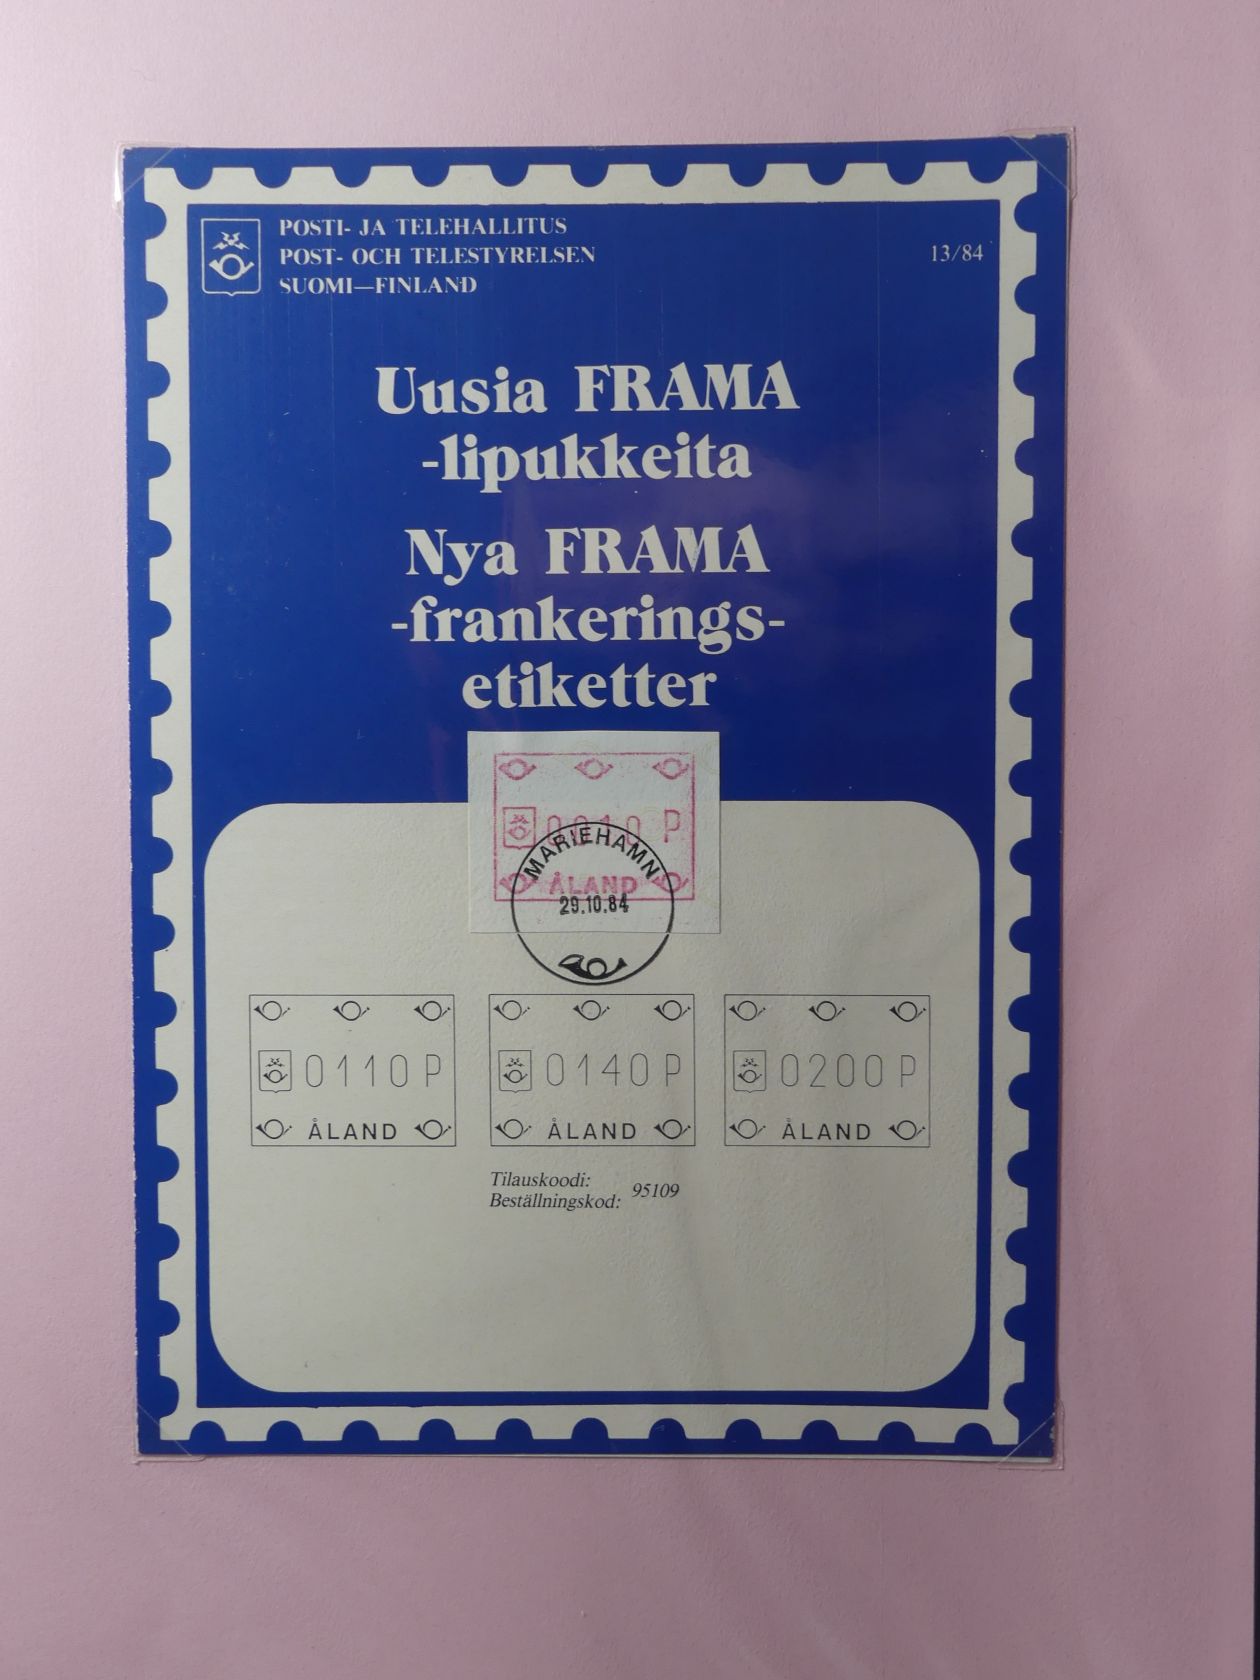 POSTI- JA TELEHALLITUS
POST- OCH TELESTYRELSEN
SUOMI—FINLAND
13/84
Uusia FRAMA
-lipukkeita
Nya FRAMA
-frankerings-
etiketter
0010 P
MARIEHAMN
ÅLAND
29.10.84
0110 P
ÅLAND
0140 P
ÅLAND
0200 P
ÅLAND
Tilauskoodi:
Beställningskod: 95109